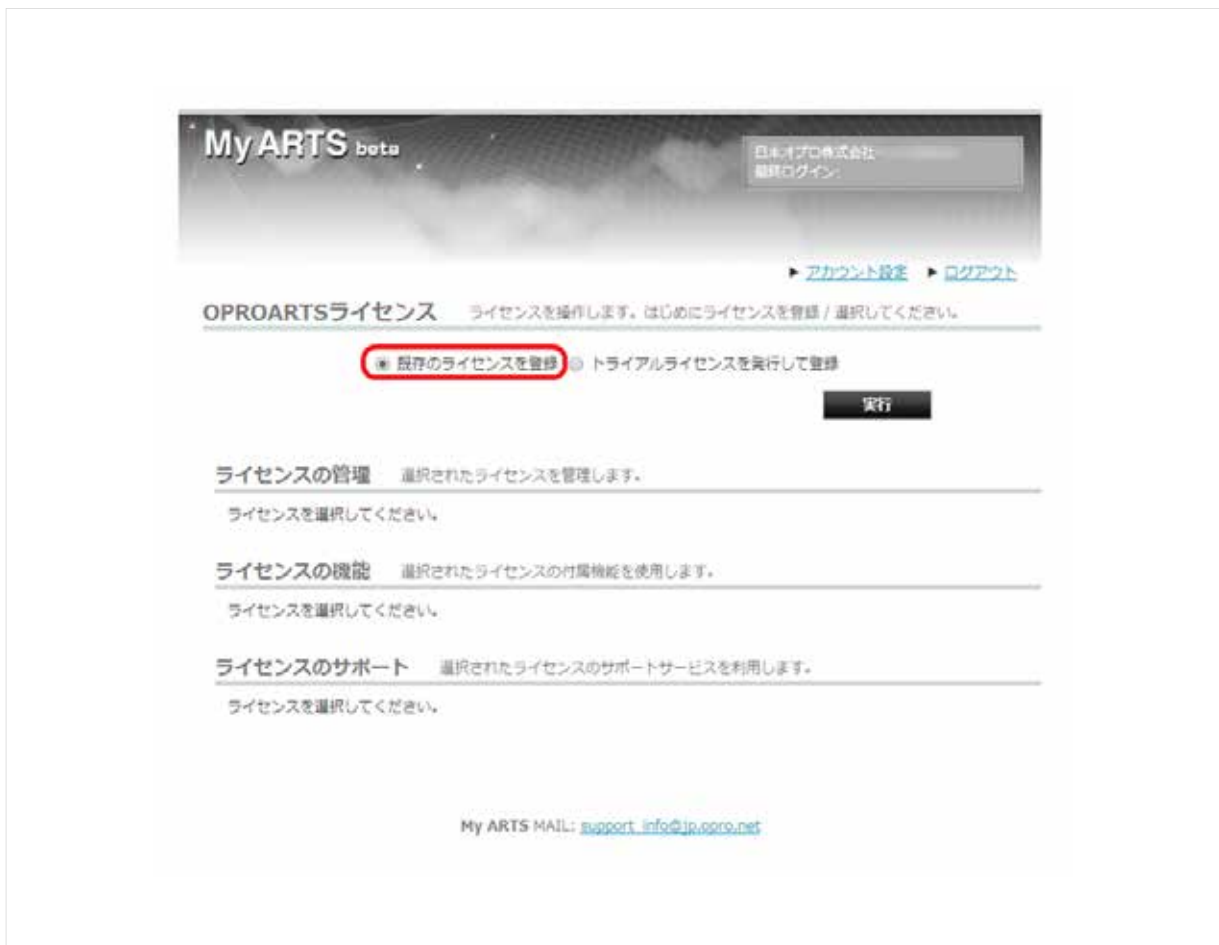 My ARTS beta
日本オプロ株式会社
最終ログイン:
▶ アカウント設定 ▶ ログアウト
OPROARTSライセンス ライセンスを操作します。はじめにライセンスを登録 / 選択してください。
既存のライセンスを登録 トライアルライセンスを発行して登録
実行
ライセンスの管理 選択されたライセンスを管理します。
ライセンスを選択してください。
ライセンスの機能 選択されたライセンスの付属機能を使用します。
ライセンスを選択してください。
ライセンスのサポート 選択されたライセンスのサポートサービスを利用します。
ライセンスを選択してください。
My ARTS MAIL: support_info@jp.opro.net